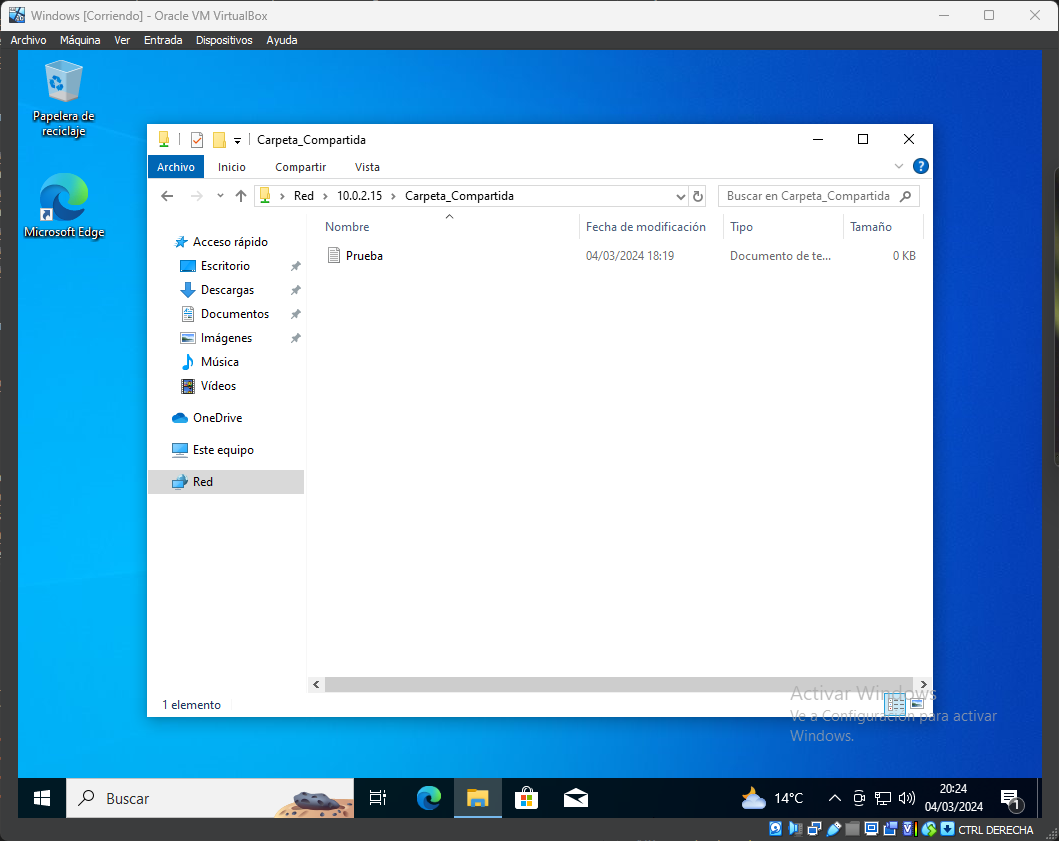 Windows [Corriendo] - Oracle VM VirtualBox
Archivo Máquina Ver Entrada Dispositivos Ayuda
Papelera de
reciclaje
Microsoft Edge
Carpeta_Compartida
Archivo Inicio Compartir Vista
Red 10.0.2.15 Carpeta_Compartida
Buscar en Carpeta_Compartida
Nombre Fecha de modificación Tipo Tamaño
Prueba 04/03/2024 18:19 Documento de te... 0 KB
Acceso rápido
Escritorio
Descargas
Documentos
Imágenes
Música
Vídeos
OneDrive
Este equipo
Red
1 elemento
Activar Windows
Ve a Configuración para activar
Windows.
Buscar
14°C
20:24
04/03/2024
1
CTRL DERECHA